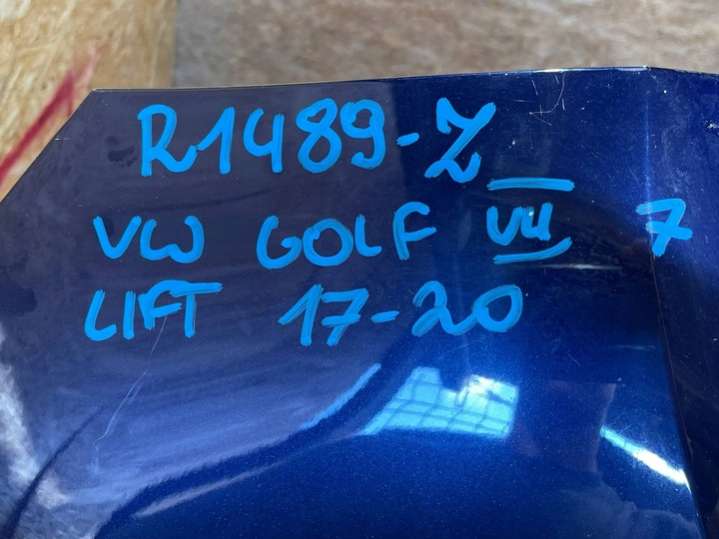 R1489-Z
VW GOLF VII 7
LIFT 17-20